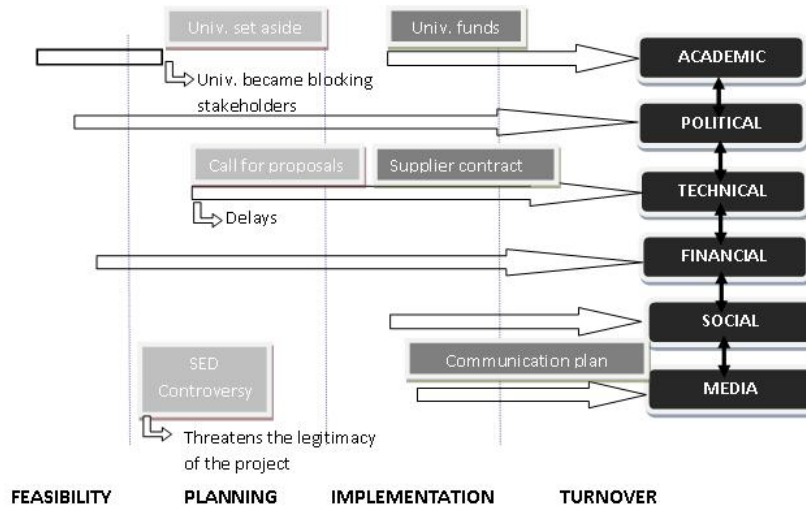 Univ. set aside
Univ. funds
ACADEMIC
Univ. became blocking
stakeholders
POLITICAL
Call for proposals
Supplier contract
TECHNICAL
Delays
FINANCIAL
SOCIAL
SED
Controversy
Communication plan
MEDIA
Threatens the legitimacy
of the project
FEASIBILITY
PLANNING
IMPLEMENTATION
TURNOVER